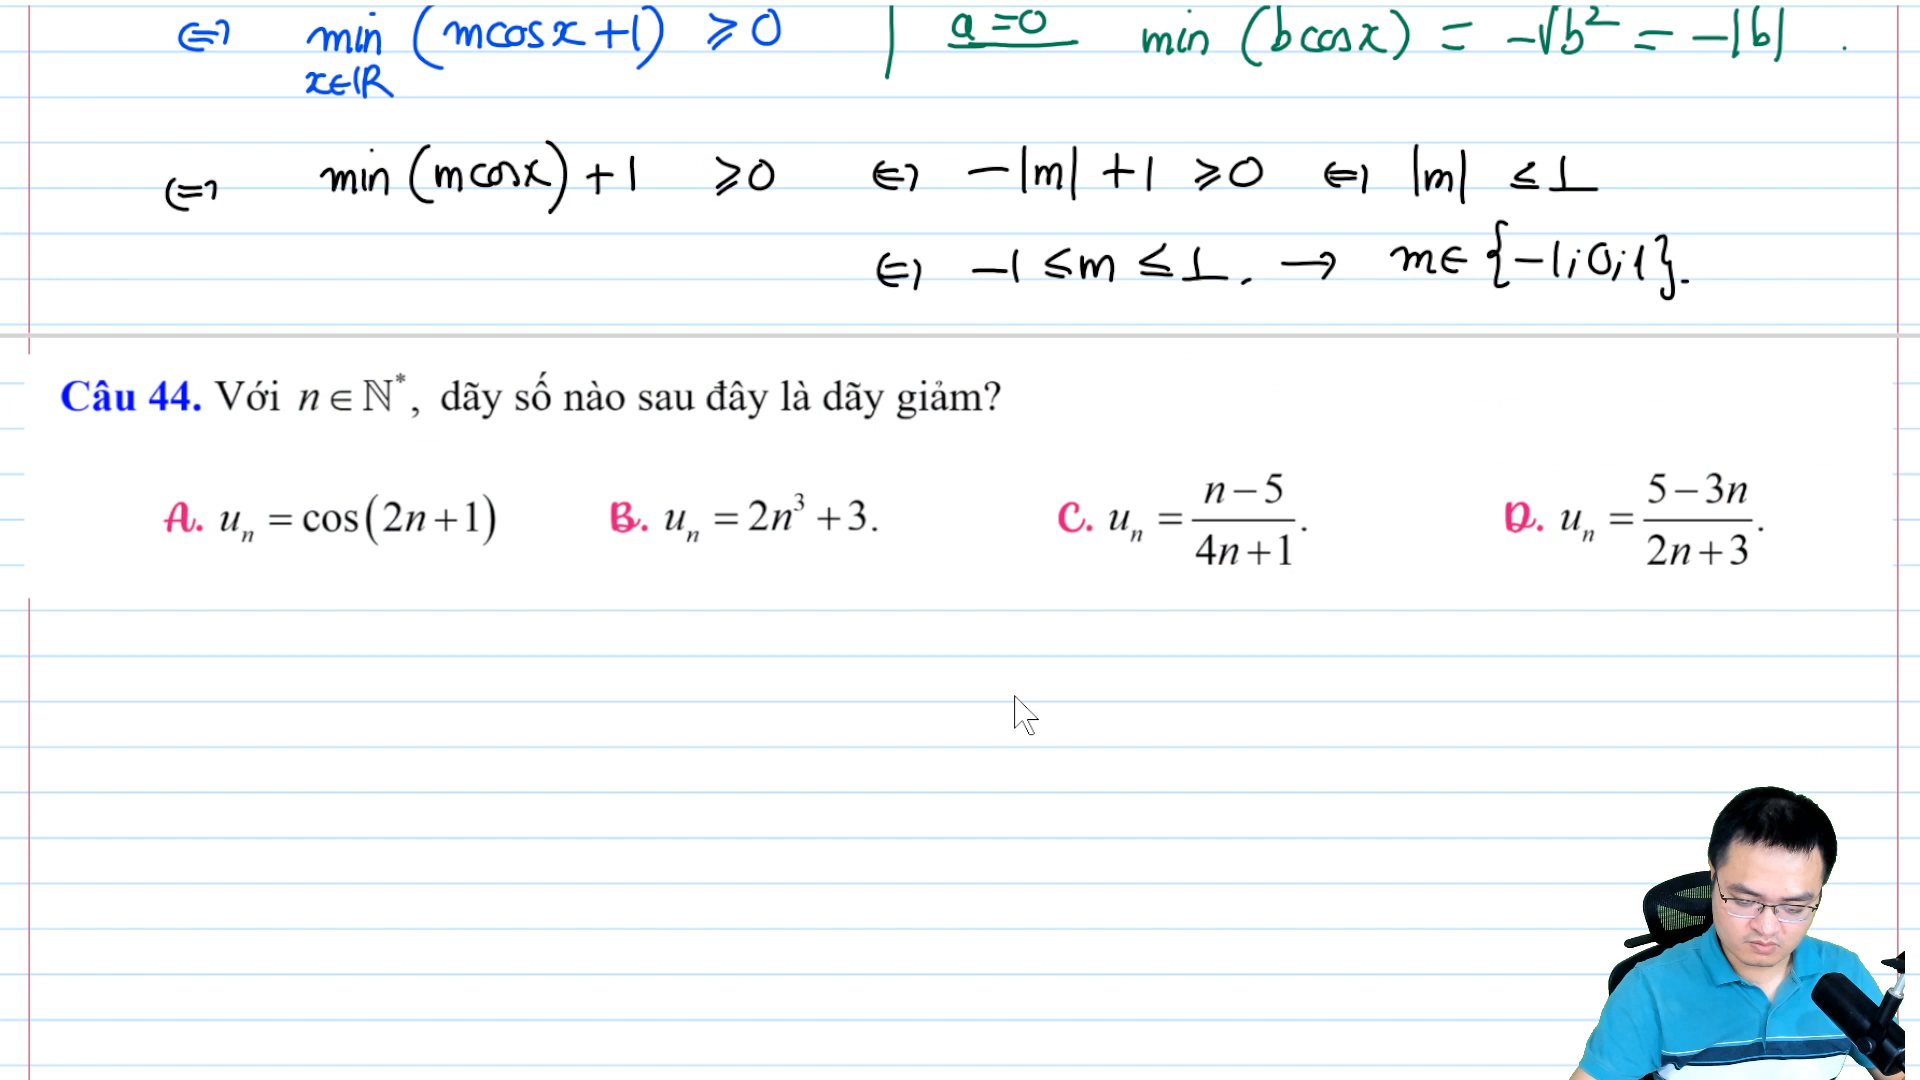 ⇔ min (mcosx+1) ⩾ 0 | a=0 min (bcosx) = -√b² = -|b| .
x∈ℝ
⇔ min (mcosx) + 1 ⩾ 0 ⇔ -|m| + 1 ⩾ 0 ⇔ |m| ≤ 1
⇔ -1 ≤ m ≤ 1. → m∈ {-1;0;1}.
Câu 44. Với n ∈ ℕ*, dãy số nào sau đây là dãy giảm?
A. uₙ = cos(2n+1) B. uₙ = 2n³ + 3. C. uₙ = (n − 5)/(4n + 1). D. uₙ = (5 − 3n)/(2n + 3).